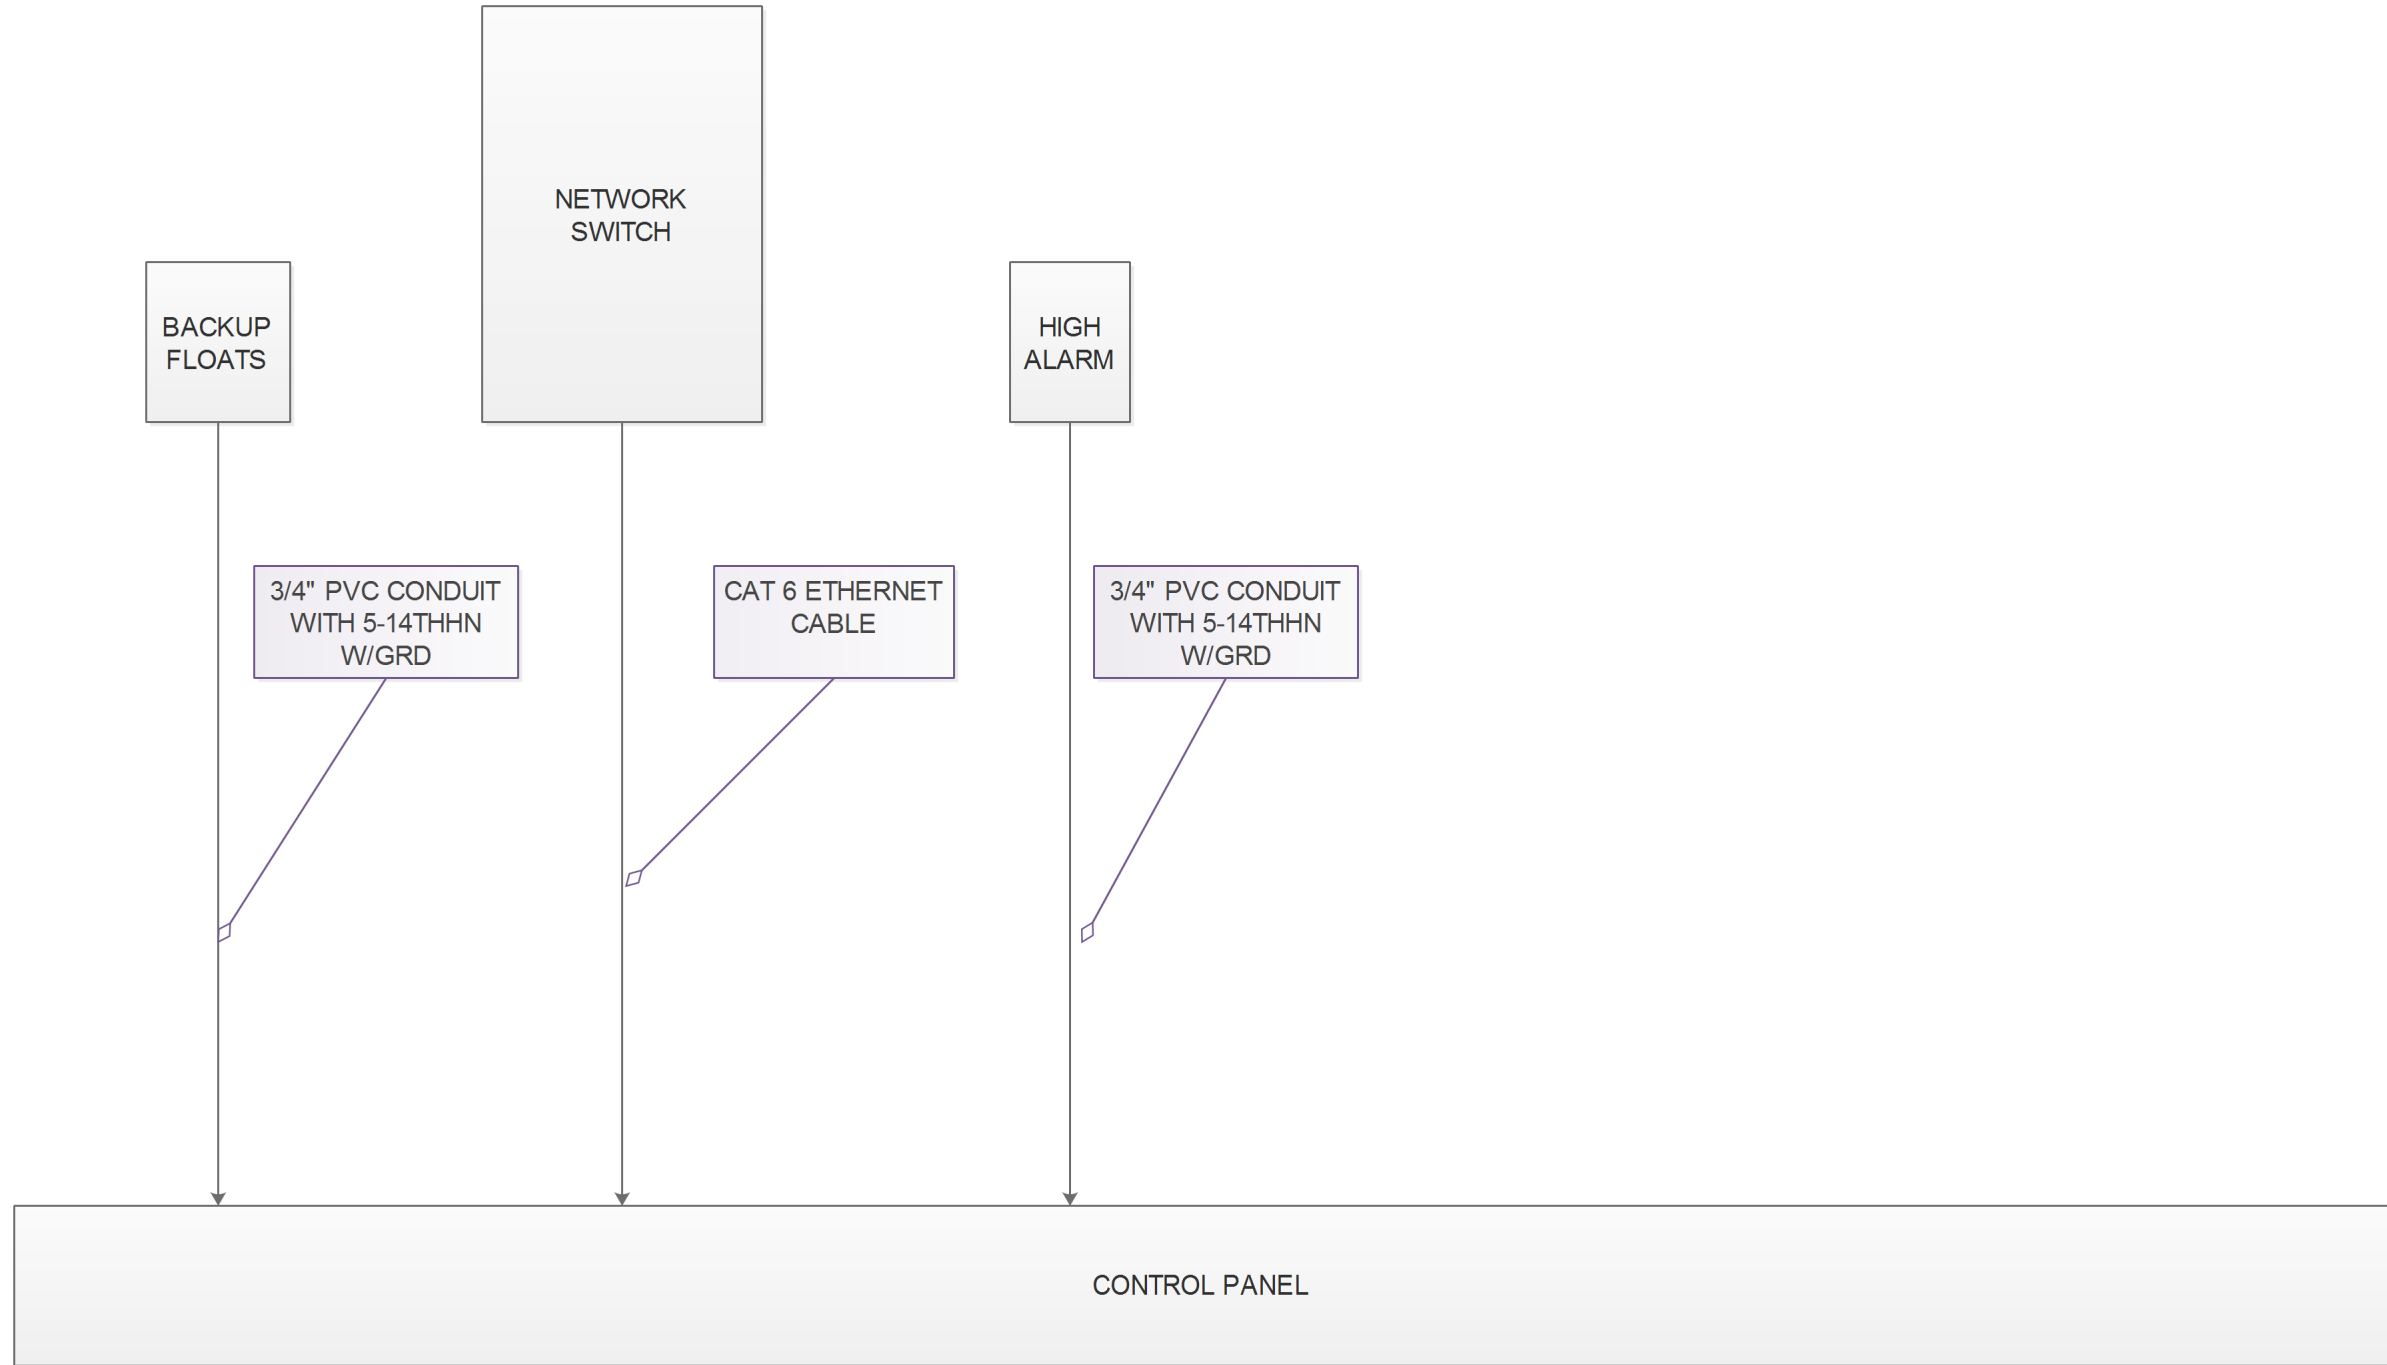 NETWORK
SWITCH
BACKUP
FLOATS
HIGH
ALARM
3/4" PVC CONDUIT
WITH 5-14THHN
W/GRD
CAT 6 ETHERNET
CABLE
3/4" PVC CONDUIT
WITH 5-14THHN
W/GRD
CONTROL PANEL